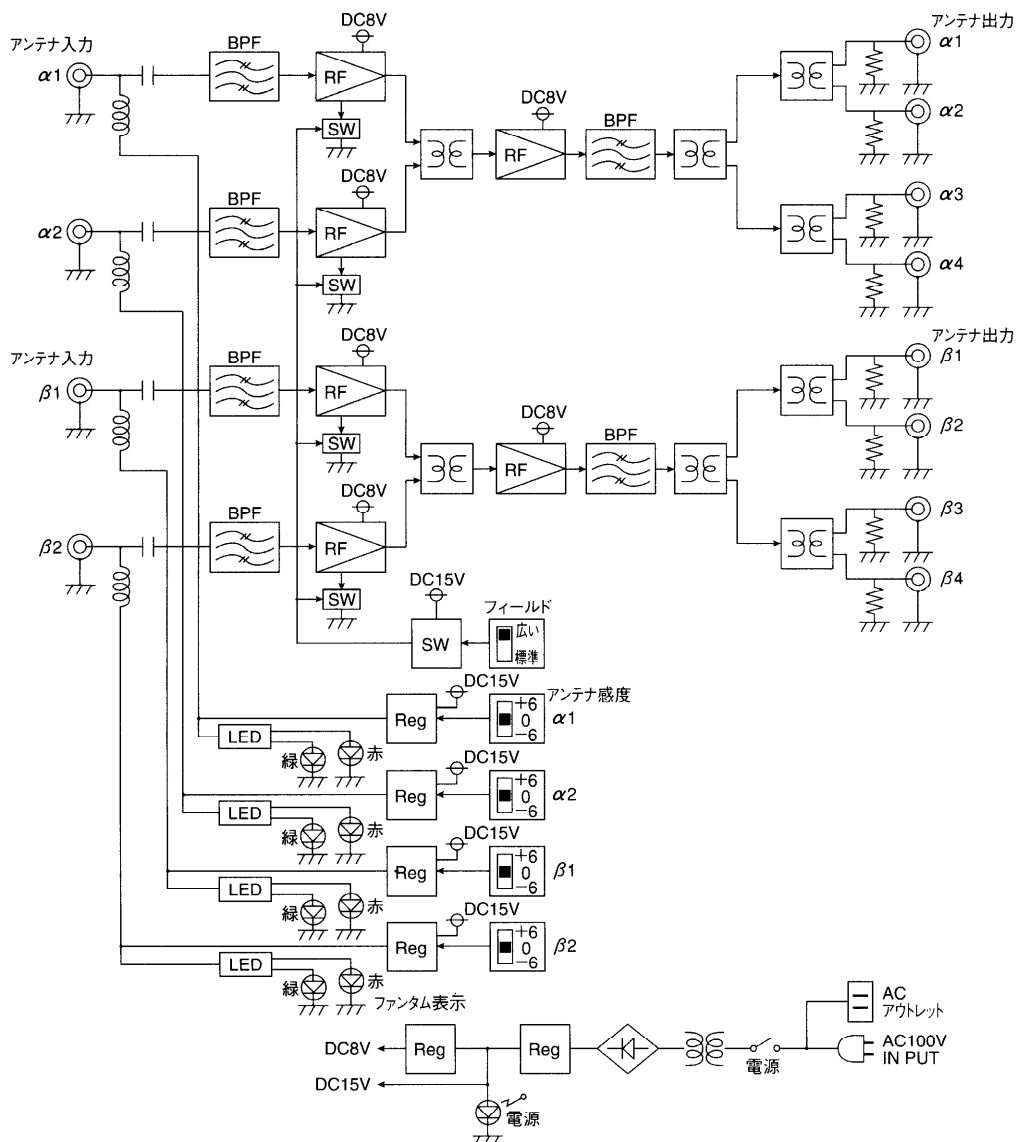 DC8V
アンテナ出力
アンテナ入力
BPF
α1
α1
RF
SW
DC8V
BPF
α2
RF
DC8V
BPF
α3
α2
RF
α4
SW
DC8V
アンテナ出力
アンテナ入力
BPF
β1
β1
RF
DC8V
BPF
β2
SW
RF
DC8V
BPF
β3
β2
RF
β4
SW
DC15V
フィールド
SW
広い
標準
DC15V
アンテナ感度
Reg
+6
0
−6
α1
LED
緑
赤
DC15V
Reg
+6
0
−6
α2
LED
緑
赤
DC15V
Reg
+6
0
−6
β1
LED
緑
赤
DC15V
Reg
+6
0
−6
β2
LED
緑
赤
ファンタム表示
AC
アウトレット
DC8V
Reg
Reg
電源
AC100V
IN PUT
DC15V
電源